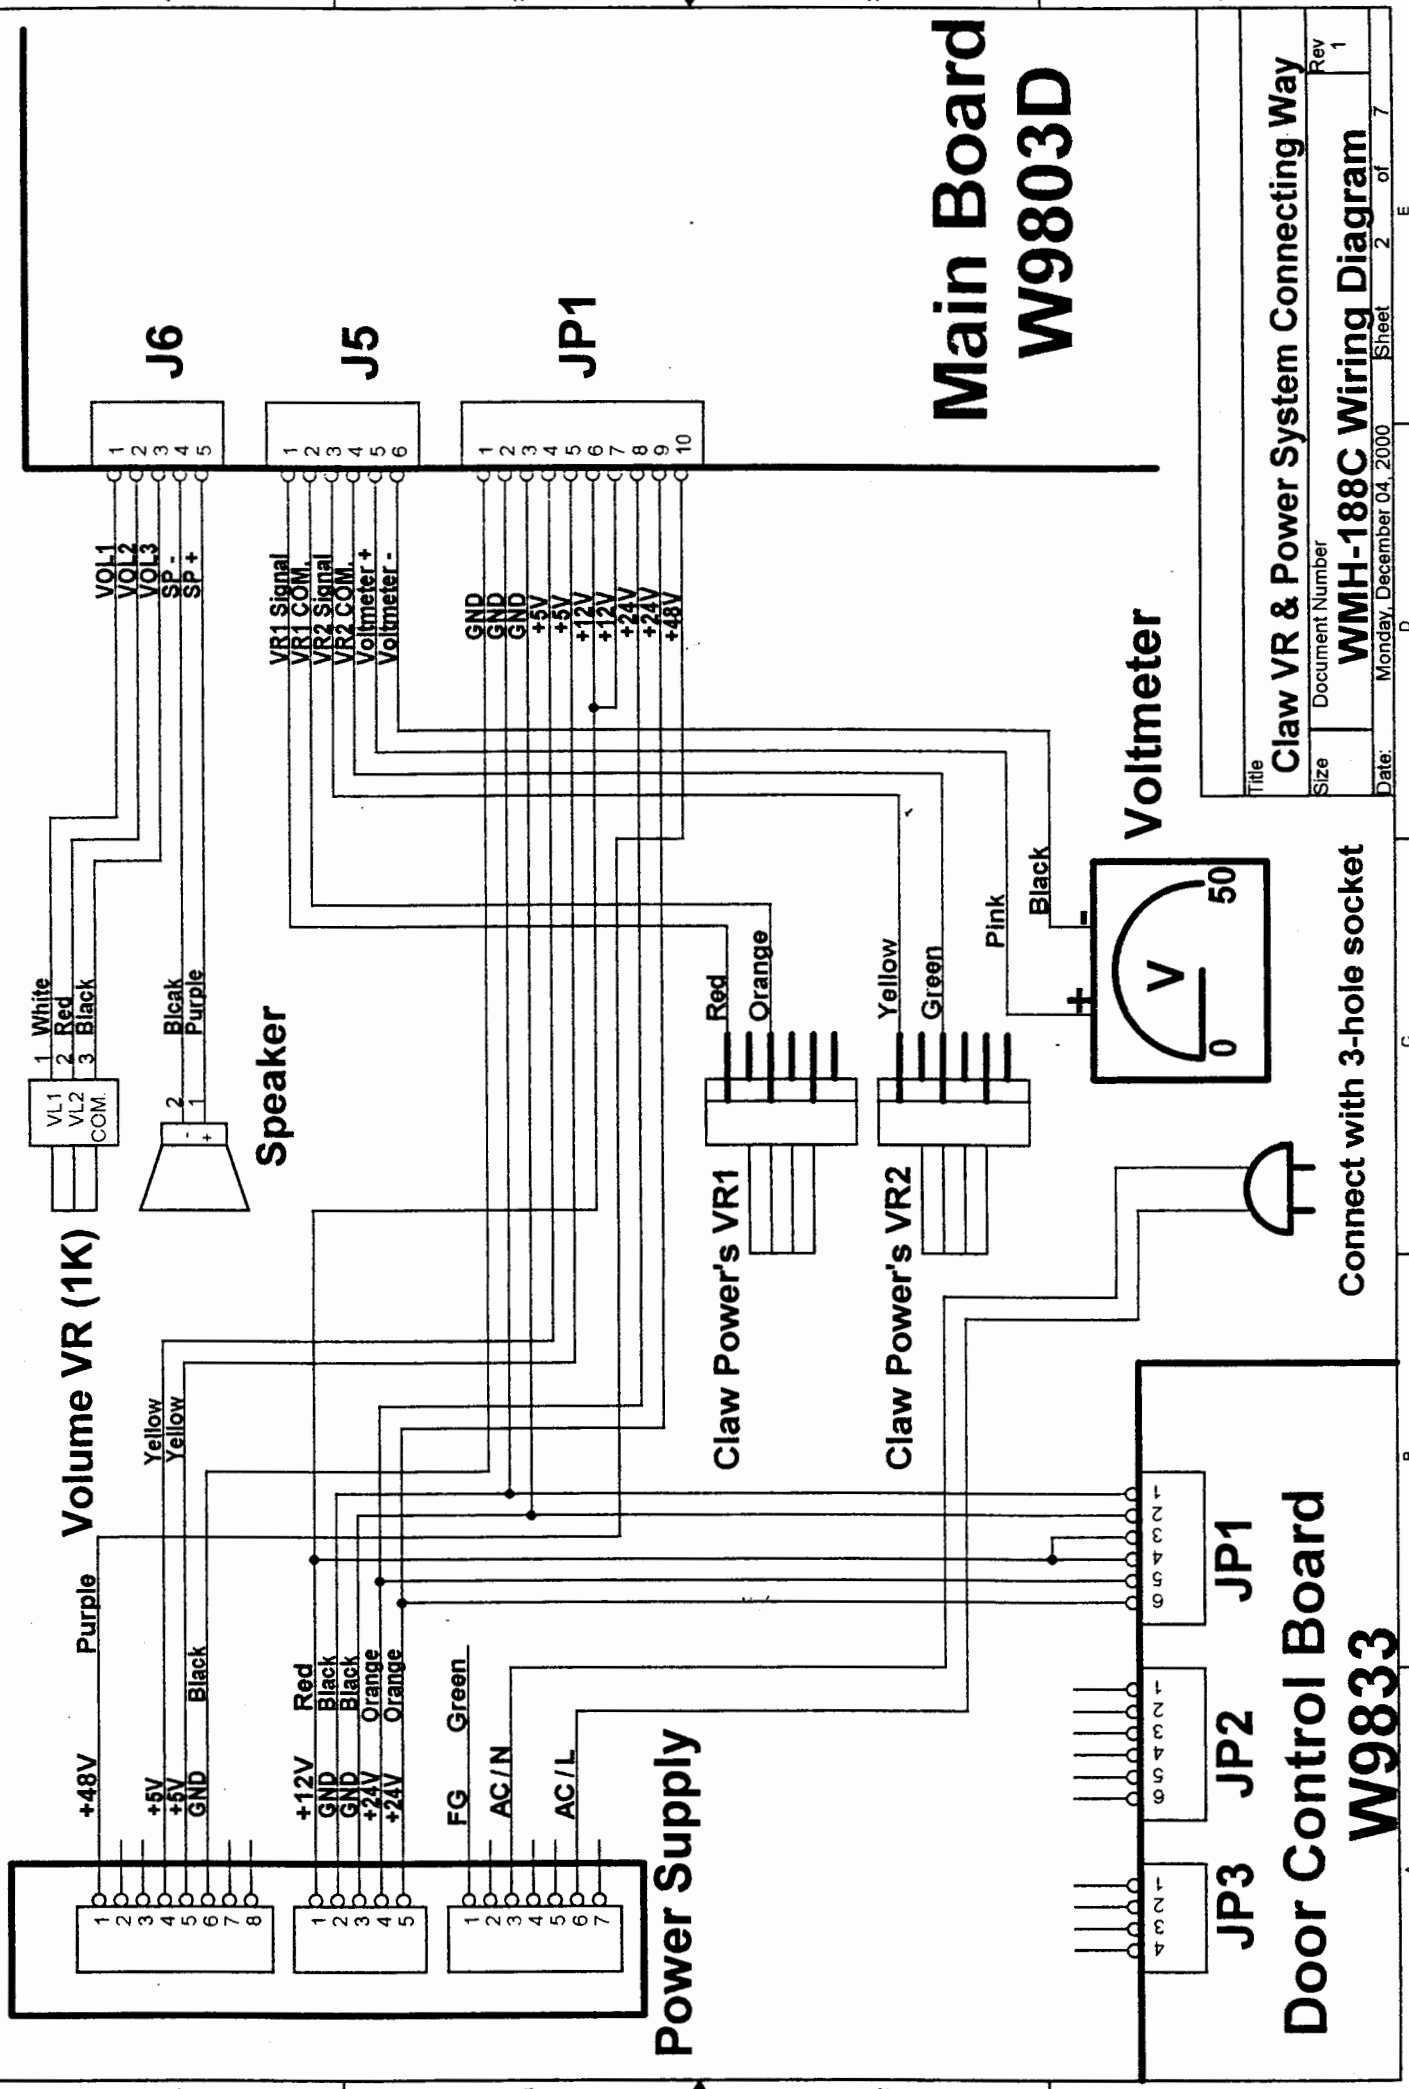 Volume VR (1K)
VL1
VL2
COM.
1 White
2 Red
3 Black
VOL1
VOL2
VOL3
SP -
SP +
1
2
3
4
5
J6
-
+
2
1
Blcak
Purple
Speaker
VR1 Signal
VR1 COM.
VR2 Signal
VR2 COM.
Voltmeter +
Voltmeter -
1
2
3
4
5
6
J5
GND
GND
GND
+5V
+5V
+12V
+12V
+24V
+24V
+48V
1
2
3
4
5
6
7
8
9
10
JP1
Main Board
W9803D
1
2
3
4
5
6
7
8
+48V Purple
+5V Yellow
+5V Yellow
GND Black
1
2
3
4
5
+12V Red
GND Black
GND Black
+24V Orange
+24V Orange
1
2
3
4
5
6
7
FG Green
AC / N
AC / L
Power Supply
Claw Power's VR1
Red
Orange
Claw Power's VR2
Yellow
Green
Pink
Black
+ -
V
0 50
Voltmeter
Connect with 3-hole socket
4 3 2 1
JP3
6 5 4 3 2 1
JP2
6 5 4 3 2 1
JP1
Door Control Board
W9833
Title
Claw VR & Power System Connecting Way
Size Document Number Rev
WMH-188C Wiring Diagram 1
Date: Monday, December 04, 2000 Sheet 2 of 7
B C D E